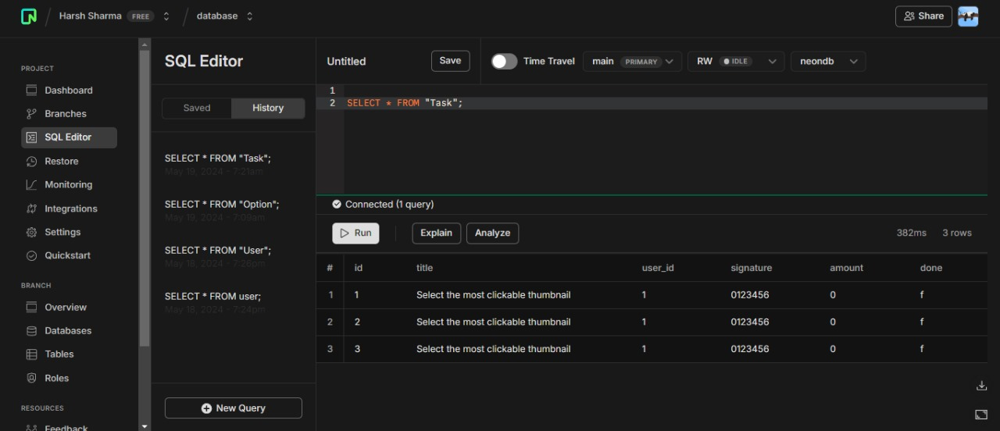 Harsh Sharma FREE database Share
PROJECT
Dashboard
Branches
SQL Editor
Restore
Monitoring
Integrations
Settings
Quickstart
BRANCH
Overview
Databases
Tables
Roles
RESOURCES
Feedback
SQL Editor
Saved History
SELECT * FROM "Task";
May 19, 2024 - 7:21am
SELECT * FROM "Option";
May 19, 2024 - 7:09am
SELECT * FROM "User";
May 18, 2024 - 7:26pm
SELECT * FROM user;
May 18, 2024 - 7:24pm
New Query
Untitled Save Time Travel main PRIMARY RW IDLE neondb
1
2 SELECT * FROM "Task";
Connected (1 query)
Run Explain Analyze 382ms 3 rows
# id title user_id signature amount done
1 1 Select the most clickable thumbnail 1 0123456 0 f
2 2 Select the most clickable thumbnail 1 0123456 0 f
3 3 Select the most clickable thumbnail 1 0123456 0 f